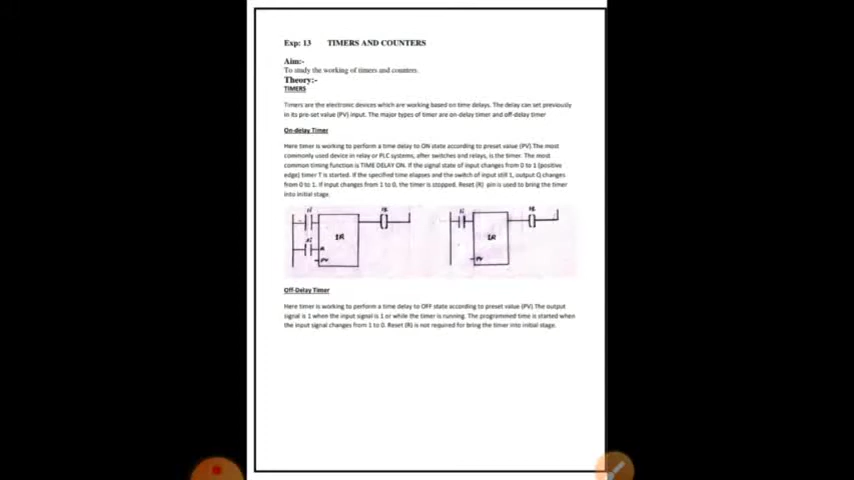 Exp: 13 TIMERS AND COUNTERS
Aim:-
To study the working of timers and counters.
Theory:-
TIMERS
Timers are the electronic devices which are working based on time delays. The delay can set previously
in its pre-set value (PV) input. The major types of timer are on-delay timer and off-delay timer
On-delay Timer
Here timer is working to perform a time delay to ON state according to preset value (PV) The most
commonly used device in relay or PLC systems, after switches and relays, is the timer. The most
common timing function is TIME DELAY ON. If the signal state of input changes from 0 to 1 (positive
edge) timer T is started. If the specified time elapses and the switch of input still 1, output Q changes
from 0 to 1. If input changes from 1 to 0, the timer is stopped. Reset (R) pin is used to bring the timer
into initial stage.
PV
PV
Off-Delay Timer
Here timer is working to perform a time delay to OFF state according to preset value (PV) The output
signal is 1 when the input signal is 1 or while the timer is running. The programmed time is started when
the input signal changes from 1 to 0. Reset (R) is not required for bring the timer into initial stage.